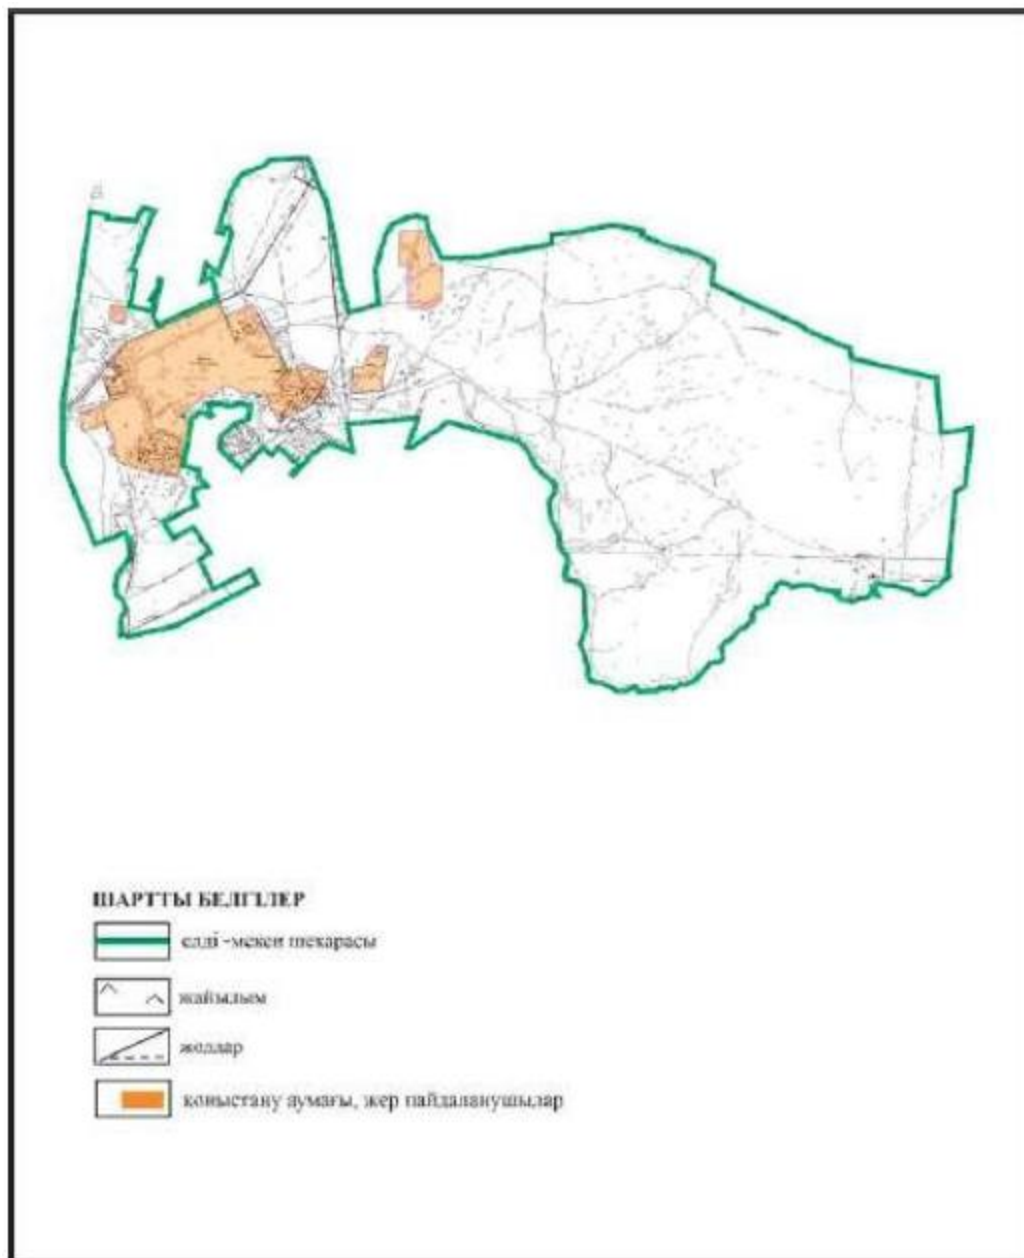 ШАРТТЫ БЕЛГІЛЕР
елді -мекен шекарасы
жайылым
жолдар
қоныстану аумағы, жер пайдаланушылар